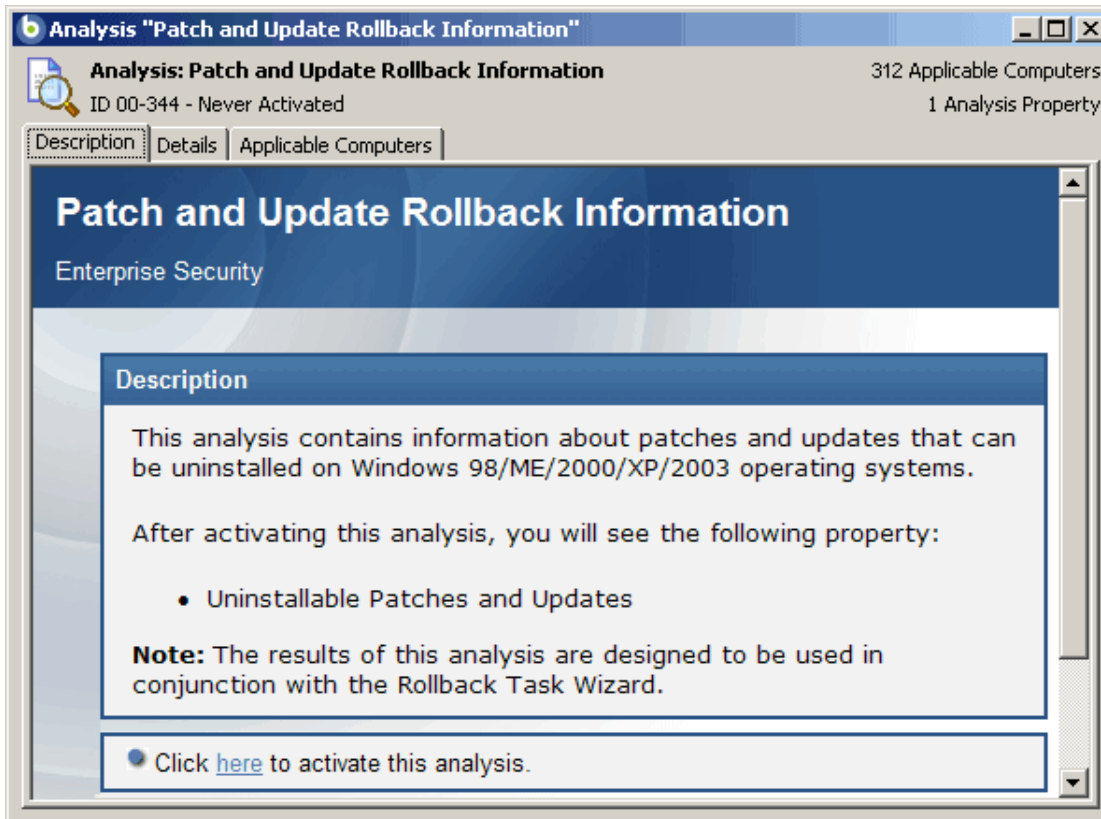 Analysis "Patch and Update Rollback Information"
Analysis: Patch and Update Rollback Information
312 Applicable Computers
ID 00-344 - Never Activated
1 Analysis Property
Description
Details
Applicable Computers
Patch and Update Rollback Information
Enterprise Security
Description
This analysis contains information about patches and updates that can
be uninstalled on Windows 98/ME/2000/XP/2003 operating systems.
After activating this analysis, you will see the following property:
• Uninstallable Patches and Updates
Note: The results of this analysis are designed to be used in
conjunction with the Rollback Task Wizard.
Click here to activate this analysis.